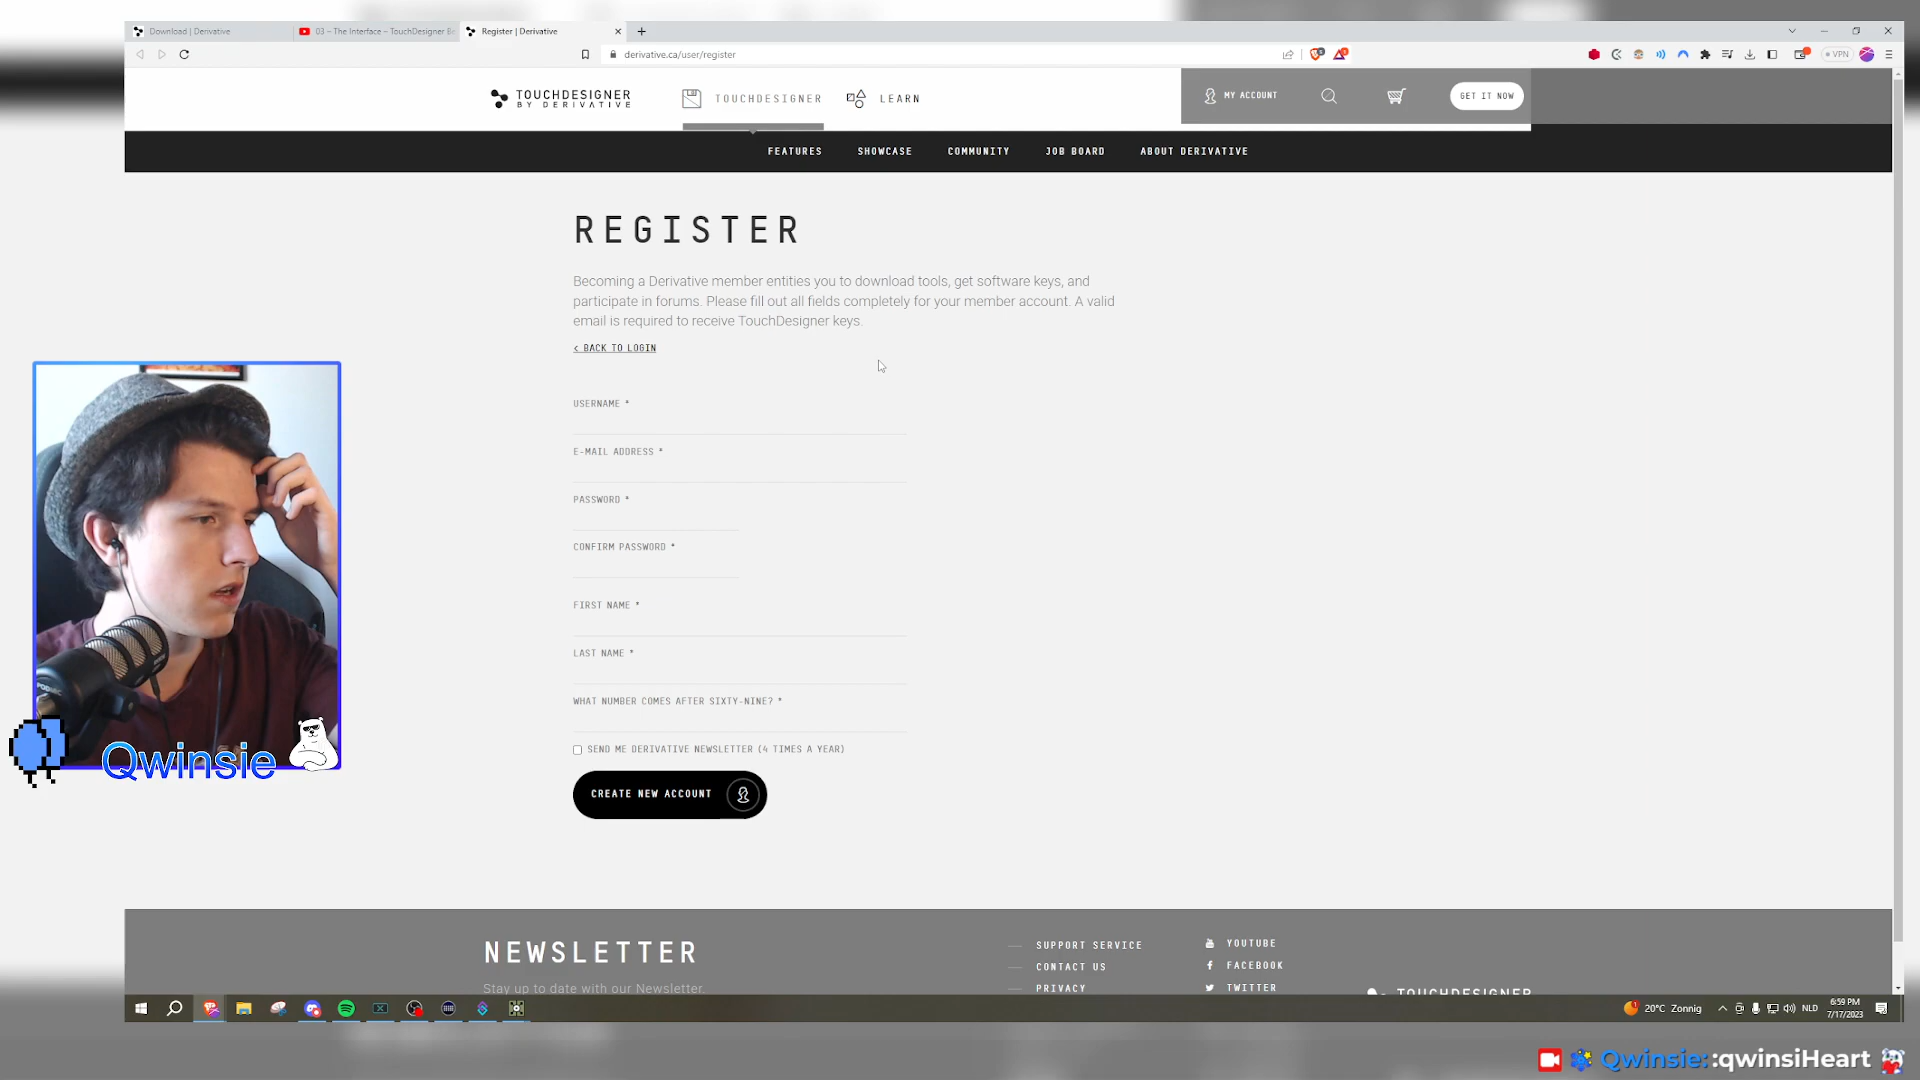 Download | Derivative
03 – The Interface – TouchDesigner Be
Register | Derivative
derivative.ca/user/register
VPN
TOUCHDESIGNER
BY DERIVATIVE
TOUCHDESIGNER
LEARN
MY ACCOUNT
GET IT NOW
FEATURES
SHOWCASE
COMMUNITY
JOB BOARD
ABOUT DERIVATIVE
REGISTER
Becoming a Derivative member entities you to download tools, get software keys, and
participate in forums. Please fill out all fields completely for your member account. A valid
email is required to receive TouchDesigner keys.
< BACK TO LOGIN
USERNAME *
E-MAIL ADDRESS *
PASSWORD *
CONFIRM PASSWORD *
FIRST NAME *
LAST NAME *
WHAT NUMBER COMES AFTER SIXTY-NINE? *
SEND ME DERIVATIVE NEWSLETTER (4 TIMES A YEAR)
CREATE NEW ACCOUNT
Qwinsie
NEWSLETTER
Stay up to date with our Newsletter.
SUPPORT SERVICE
CONTACT US
PRIVACY
YOUTUBE
FACEBOOK
TWITTER
TOUCHDESIGNER
20°C Zonnig
NLD
6:59 PM
7/17/2023
Qwinsie: :qwinsiHeart